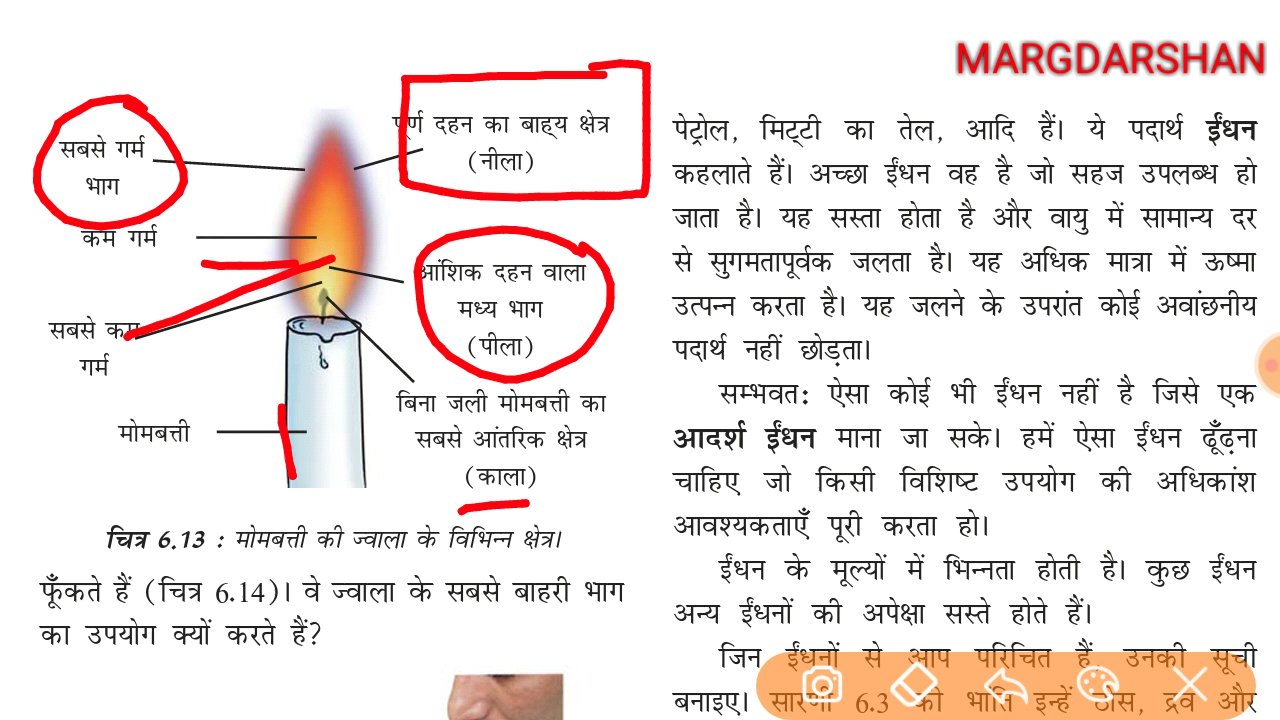 MARGDARSHAN
सबसे गर्म
भाग
कम गर्म
सबसे कम
गर्म
मोमबत्ती
पूर्ण दहन का बाह्य क्षेत्र
(नीला)
आंशिक दहन वाला
मध्य भाग
(पीला)
बिना जली मोमबत्ती का
सबसे आंतरिक क्षेत्र
(काला)
चित्र 6.13 : मोमबत्ती की ज्वाला के विभिन्न क्षेत्र।
फूँकते हैं (चित्र 6.14)। वे ज्वाला के सबसे बाहरी भाग
का उपयोग क्यों करते हैं?
पेट्रोल, मिट्टी का तेल, आदि हैं। ये पदार्थ ईंधन
कहलाते हैं। अच्छा ईंधन वह है जो सहज उपलब्ध हो
जाता है। यह सस्ता होता है और वायु में सामान्य दर
से सुगमतापूर्वक जलता है। यह अधिक मात्रा में ऊष्मा
उत्पन्न करता है। यह जलने के उपरांत कोई अवांछनीय
पदार्थ नहीं छोड़ता।
सम्भवत: ऐसा कोई भी ईंधन नहीं है जिसे एक
आदर्श ईंधन माना जा सके। हमें ऐसा ईंधन ढूँढ़ना
चाहिए जो किसी विशिष्ट उपयोग की अधिकांश
आवश्यकताएँ पूरी करता हो।
ईंधन के मूल्यों में भिन्नता होती है। कुछ ईंधन
अन्य ईंधनों की अपेक्षा सस्ते होते हैं।
जिन ईंधनों से आप परिचित हैं, उनकी सूची
बनाइए। सारणी 6.3 की भांति इन्हें ठोस, द्रव और